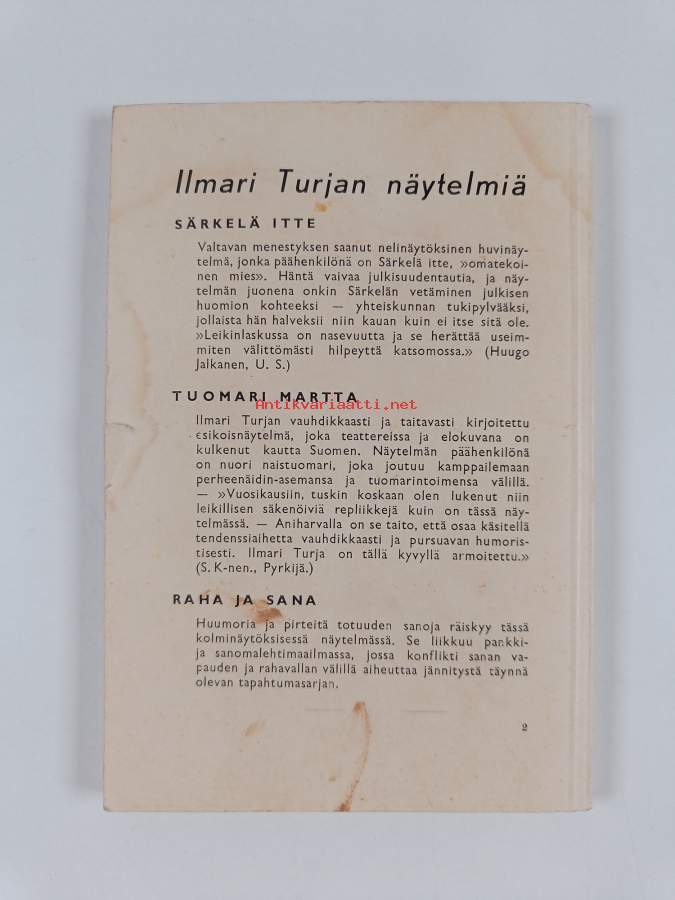 Ilmari Turjan näytelmiä
SÄRKELÄ ITTE
Valtavan menestyksen saanut nelinäytöksinen huvinäy-
telmä, jonka päähenkilönä on Särkelä itte, »omatekoi-
nen mies». Häntä vaivaa julkisuudentautia, ja näy-
telmän juonena onkin Särkelän vetäminen julkisen
huomion kohteeksi — yhteiskunnan tukipylvääksi,
jollaista hän halveksii niin kauan kuin ei itse sitä ole.
»Leikinlaskussa on nasevuutta ja se herättää useim-
miten välittömästi hilpeyttä katsomossa.» (Huugo
Jalkanen, U. S.)
TUOMARI MARTTA
Antikvariaatti.net
Ilmari Turjan vauhdikkaasti ja taitavasti kirjoitettu
esikoisnäytelmä, joka teattereissa ja elokuvana on
kulkenut kautta Suomen. Näytelmän päähenkilönä
on nuori naistuomari, joka joutuu kamppailemaan
perheenäidin-asemansa ja tuomarintoimensa välillä.
— »Vuosikausiin, tuskin koskaan olen lukenut niin
leikillisen säkenöiviä repliikkejä kuin on tässä näy-
telmässä. — Aniharvalla on se taito, että osaa käsitellä
tendenssiaihetta vauhdikkaasti ja pursuavan humoris-
tisesti. Ilmari Turja on tällä kyvyllä armoitettu.»
(S. K-nen., Pyrkijä.)
RAHA JA SANA
Huumoria ja pirteitä totuuden sanoja räiskyy tässä
kolminäytöksisessä näytelmässä. Se liikkuu pankki-
ja sanomalehtimaailmassa, jossa konflikti sanan va-
pauden ja rahavallan välillä aiheuttaa jännitystä täynnä
olevan tapahtumasarjan.
2